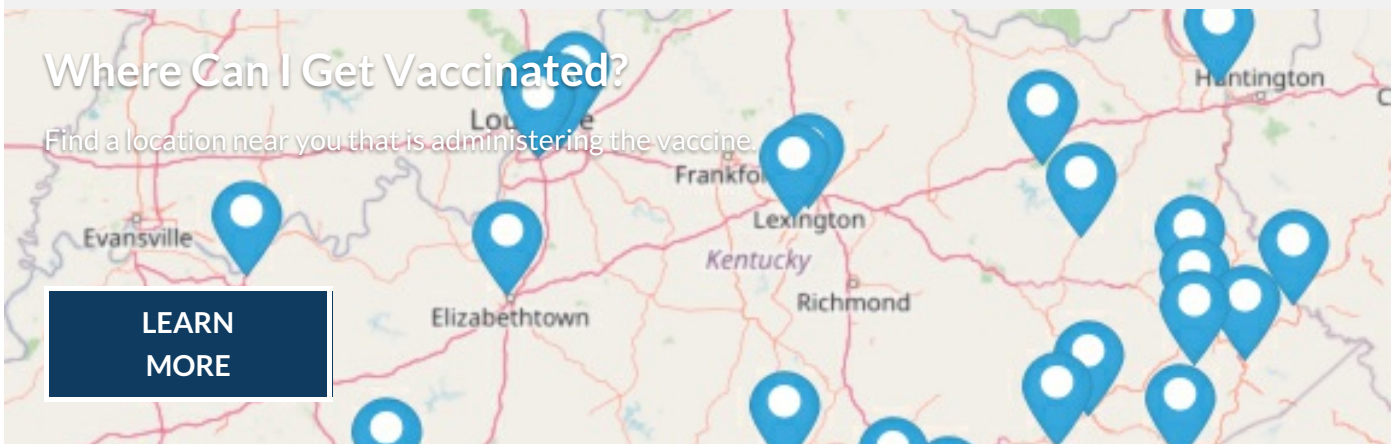 Where Can I Get Vaccinated?
Huntington
Find a location near you that is administering the vaccine.
Lexington
Evansville
Kentucky
Richmond
Elizabethtown
LEARN
MORE